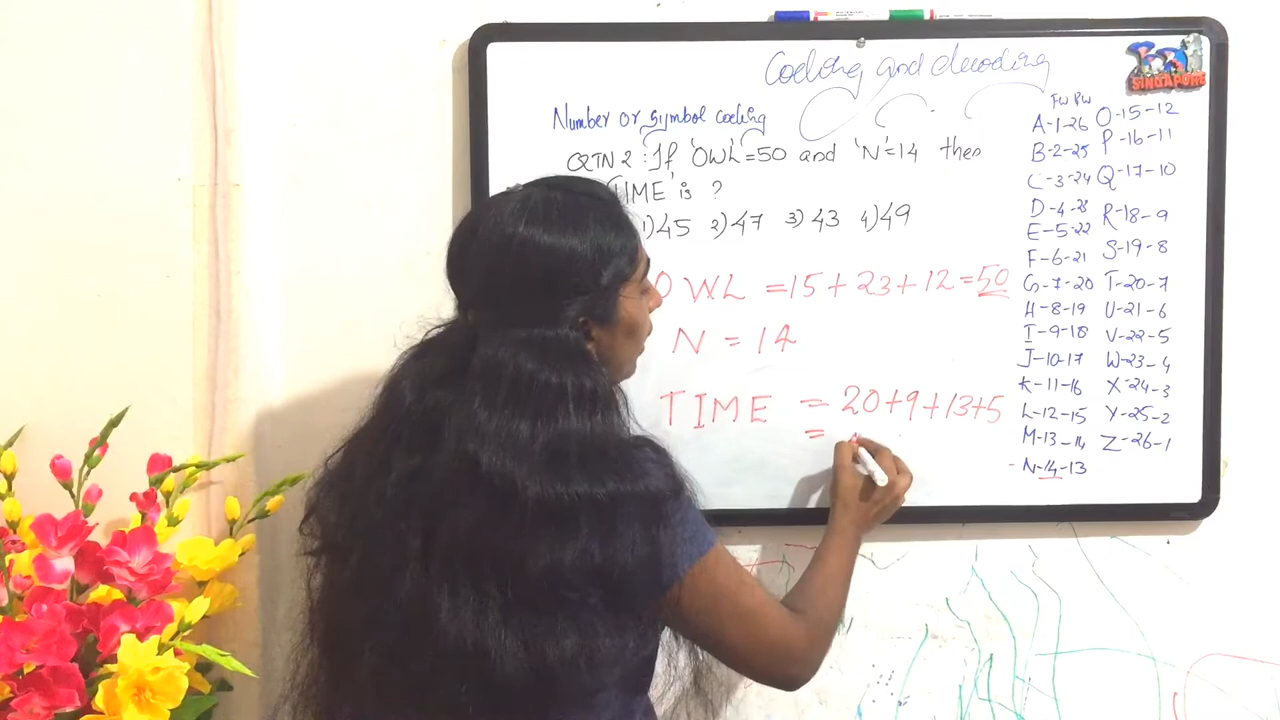 Coding and decoding
SINGAPORE
Number or symbol coding
QTN 2 : If 'OWL' = 50 and 'N' = 14 then
'TIME' is ?
1) 45 2) 47 3) 43 4) 49
OWL = 15 + 23 + 12 = 50
N = 14
TIME = 20 + 9 + 13 + 5
=
FW BW
A-1-26
B-2-25
C-3-24
D-4-23
E-5-22
F-6-21
G-7-20
H-8-19
I-9-18
J-10-17
K-11-16
L-12-15
M-13-14
N-14-13
O-15-12
P-16-11
Q-17-10
R-18-9
S-19-8
T-20-7
U-21-6
V-22-5
W-23-4
X-24-3
Y-25-2
Z-26-1